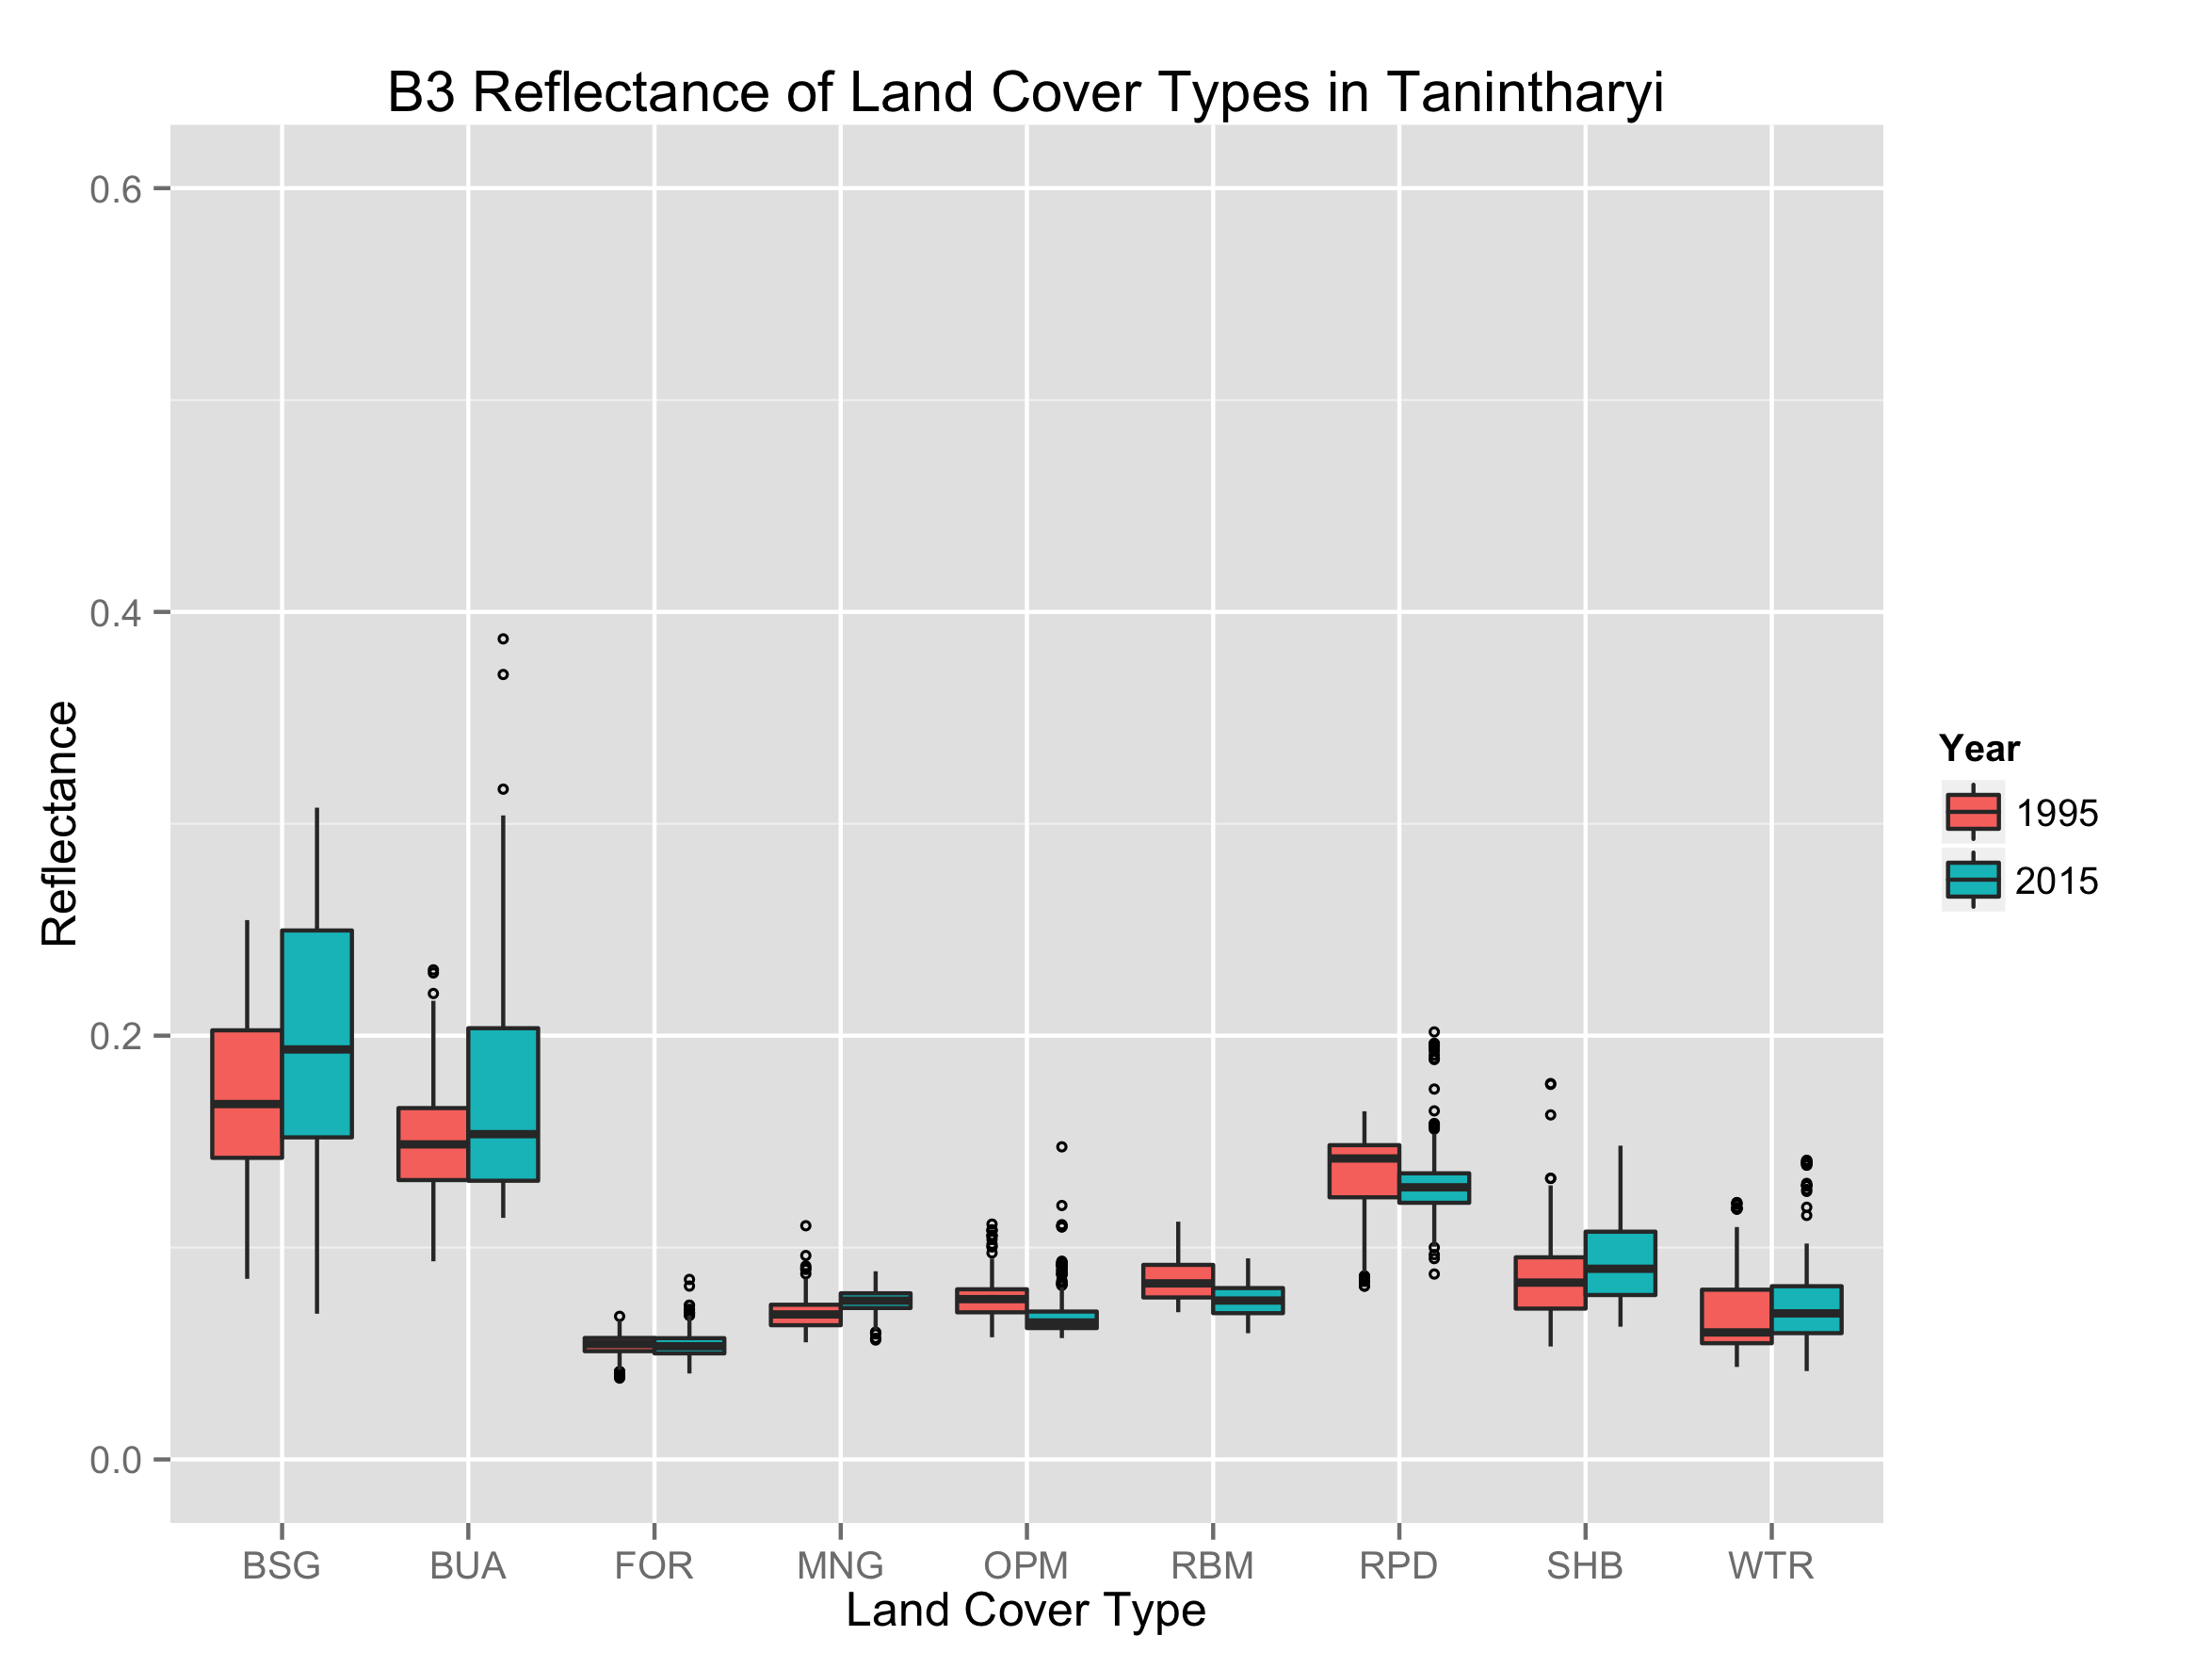 B3 Reflectance of Land Cover Types in Tanintharyi
0.6
0.4
0.2
0.0
Reflectance
BSG BUA FOR MNG OPM RBM RPD SHB WTR
Land Cover Type
Year
1995
2015